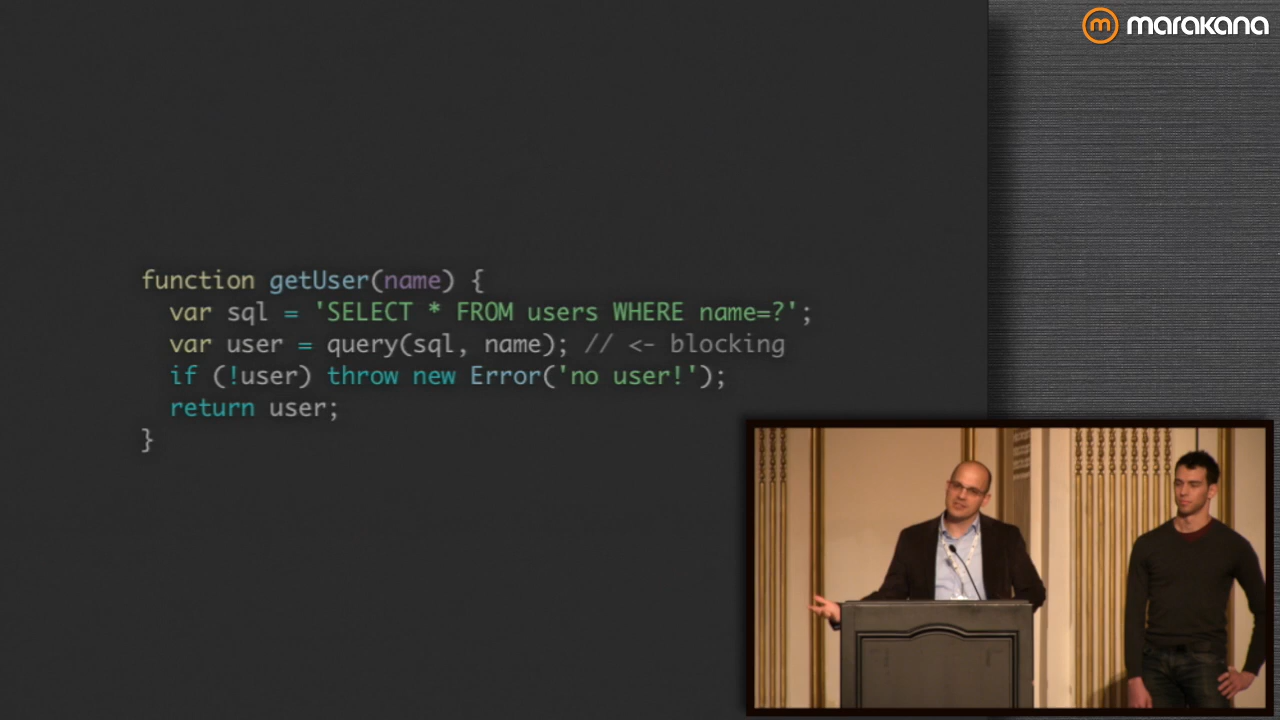 marakana
function getUser(name) {
  var sql = 'SELECT * FROM users WHERE name=?';
  var user = query(sql, name); // <- blocking
  if (!user) throw new Error('no user!');
  return user;
}